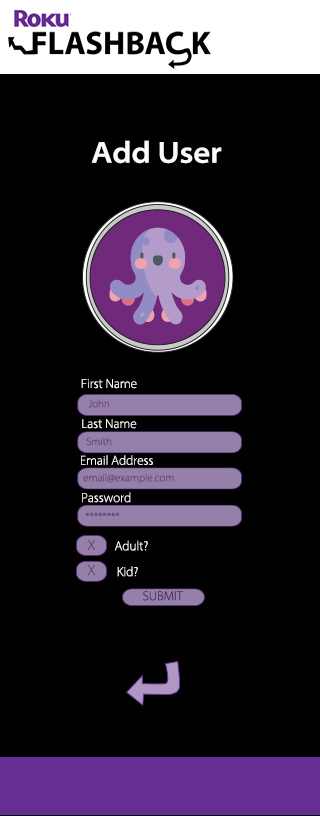 ROKU
FLASHBACK
Add User
First Name
John
Last Name
Smith
Email Address
email@example.com
Password
********
X Adult?
X Kid?
SUBMIT